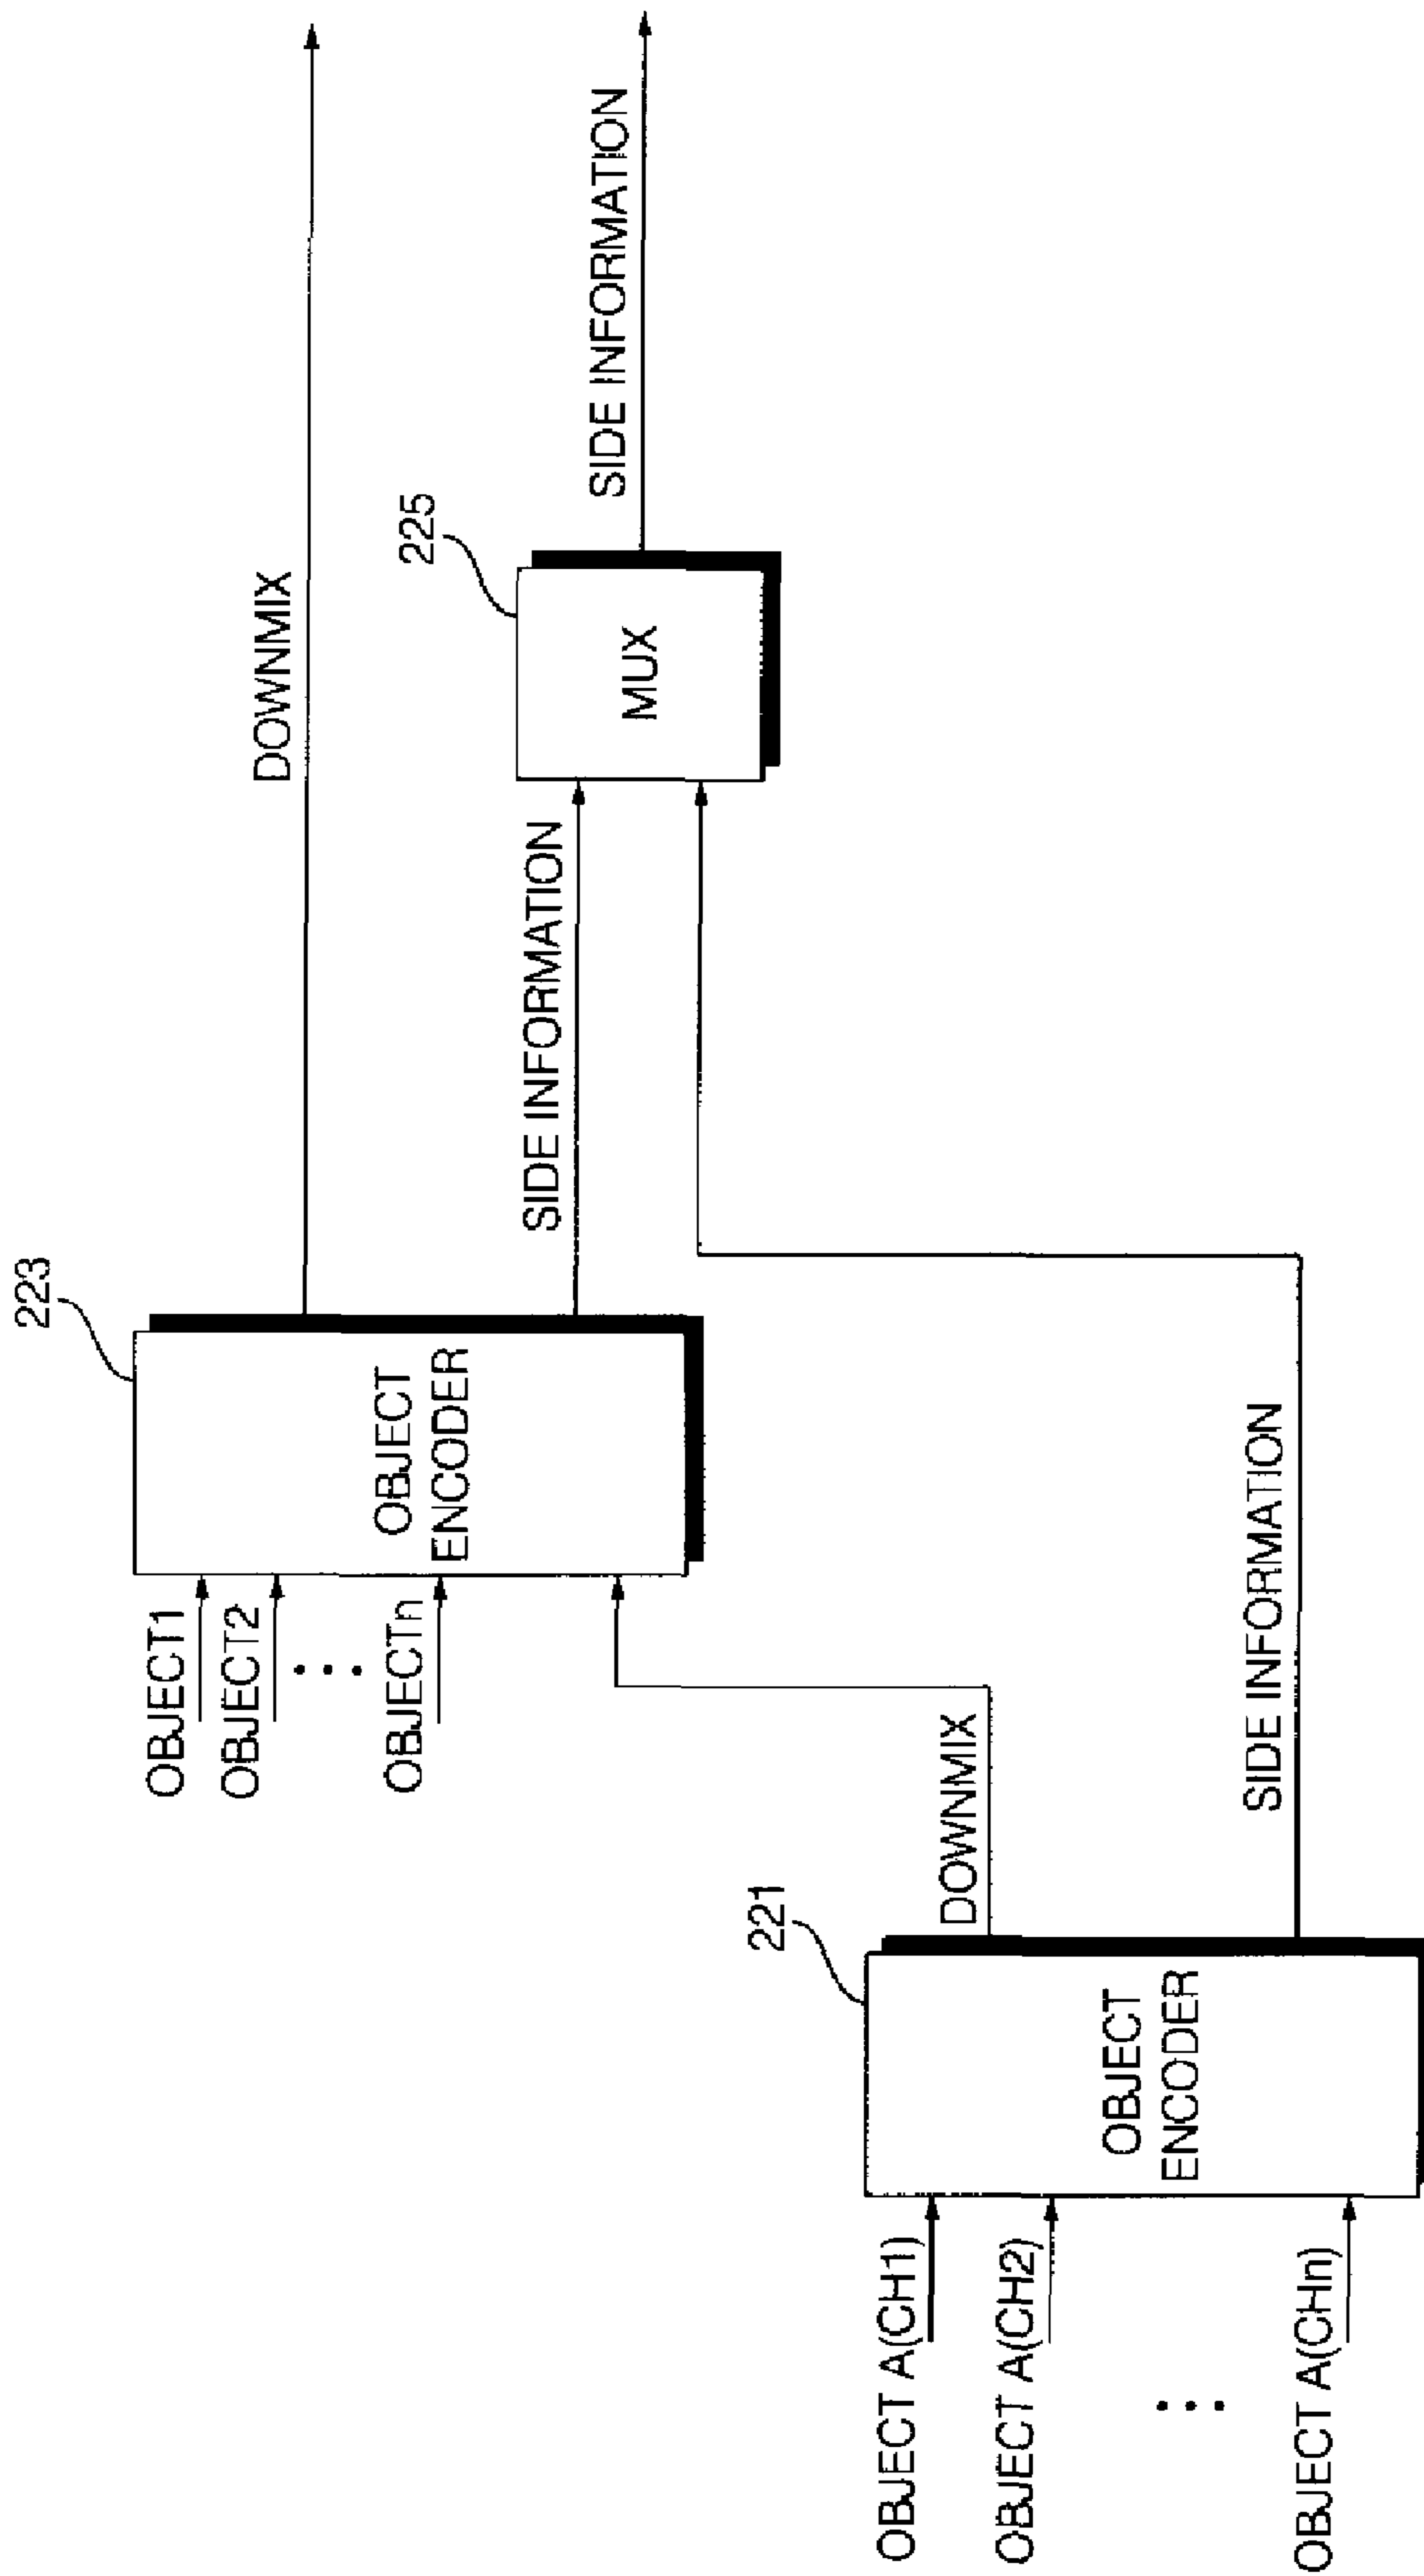 223
OBJECT1
OBJECT2
...
OBJECTn
OBJECT
ENCODER
DOWNMIX
SIDE INFORMATION
225
MUX
SIDE INFORMATION
221
OBJECT A(CH1)
OBJECT A(CH2)
...
OBJECT A(CHn)
OBJECT
ENCODER
DOWNMIX
SIDE INFORMATION